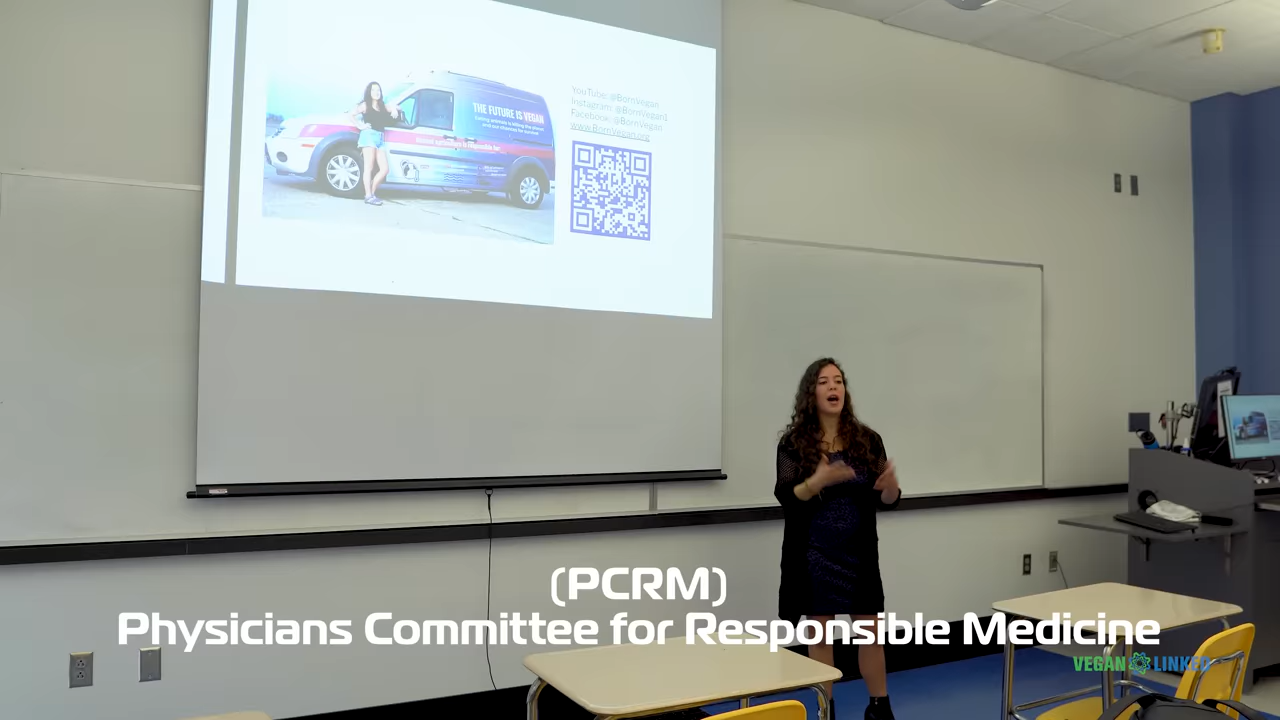 THE FUTURE IS VEGAN
YouTube: @BornVegan
Instagram: @BornVegan1
Facebook: @BornVegan
www.BornVegan.org
(PCRM)
Physicians Committee for Responsible Medicine
VEGAN LINKED